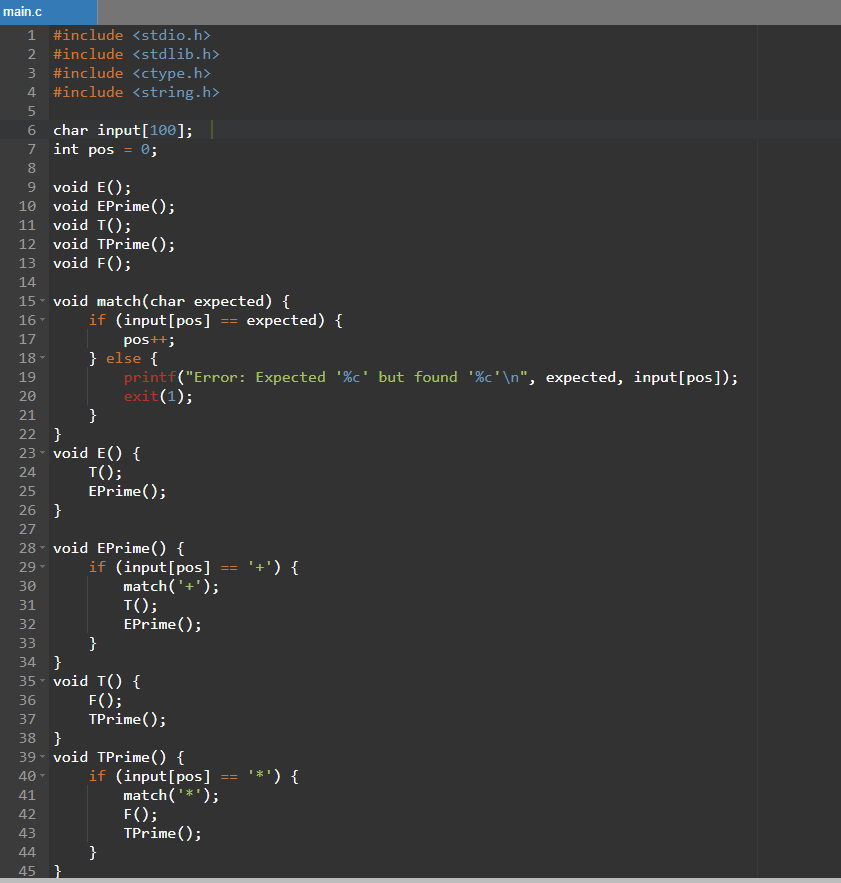 main.c
1 #include <stdio.h>
2 #include <stdlib.h>
3 #include <ctype.h>
4 #include <string.h>
5
6 char input[100];
7 int pos = 0;
8
9 void E();
10 void EPrime();
11 void T();
12 void TPrime();
13 void F();
14
15 void match(char expected) {
16     if (input[pos] == expected) {
17         pos++;
18     } else {
19         printf("Error: Expected '%c' but found '%c'\n", expected, input[pos]);
20         exit(1);
21     }
22 }
23 void E() {
24     T();
25     EPrime();
26 }
27
28 void EPrime() {
29     if (input[pos] == '+') {
30         match('+');
31         T();
32         EPrime();
33     }
34 }
35 void T() {
36     F();
37     TPrime();
38 }
39 void TPrime() {
40     if (input[pos] == '*') {
41         match('*');
42         F();
43         TPrime();
44     }
45 }